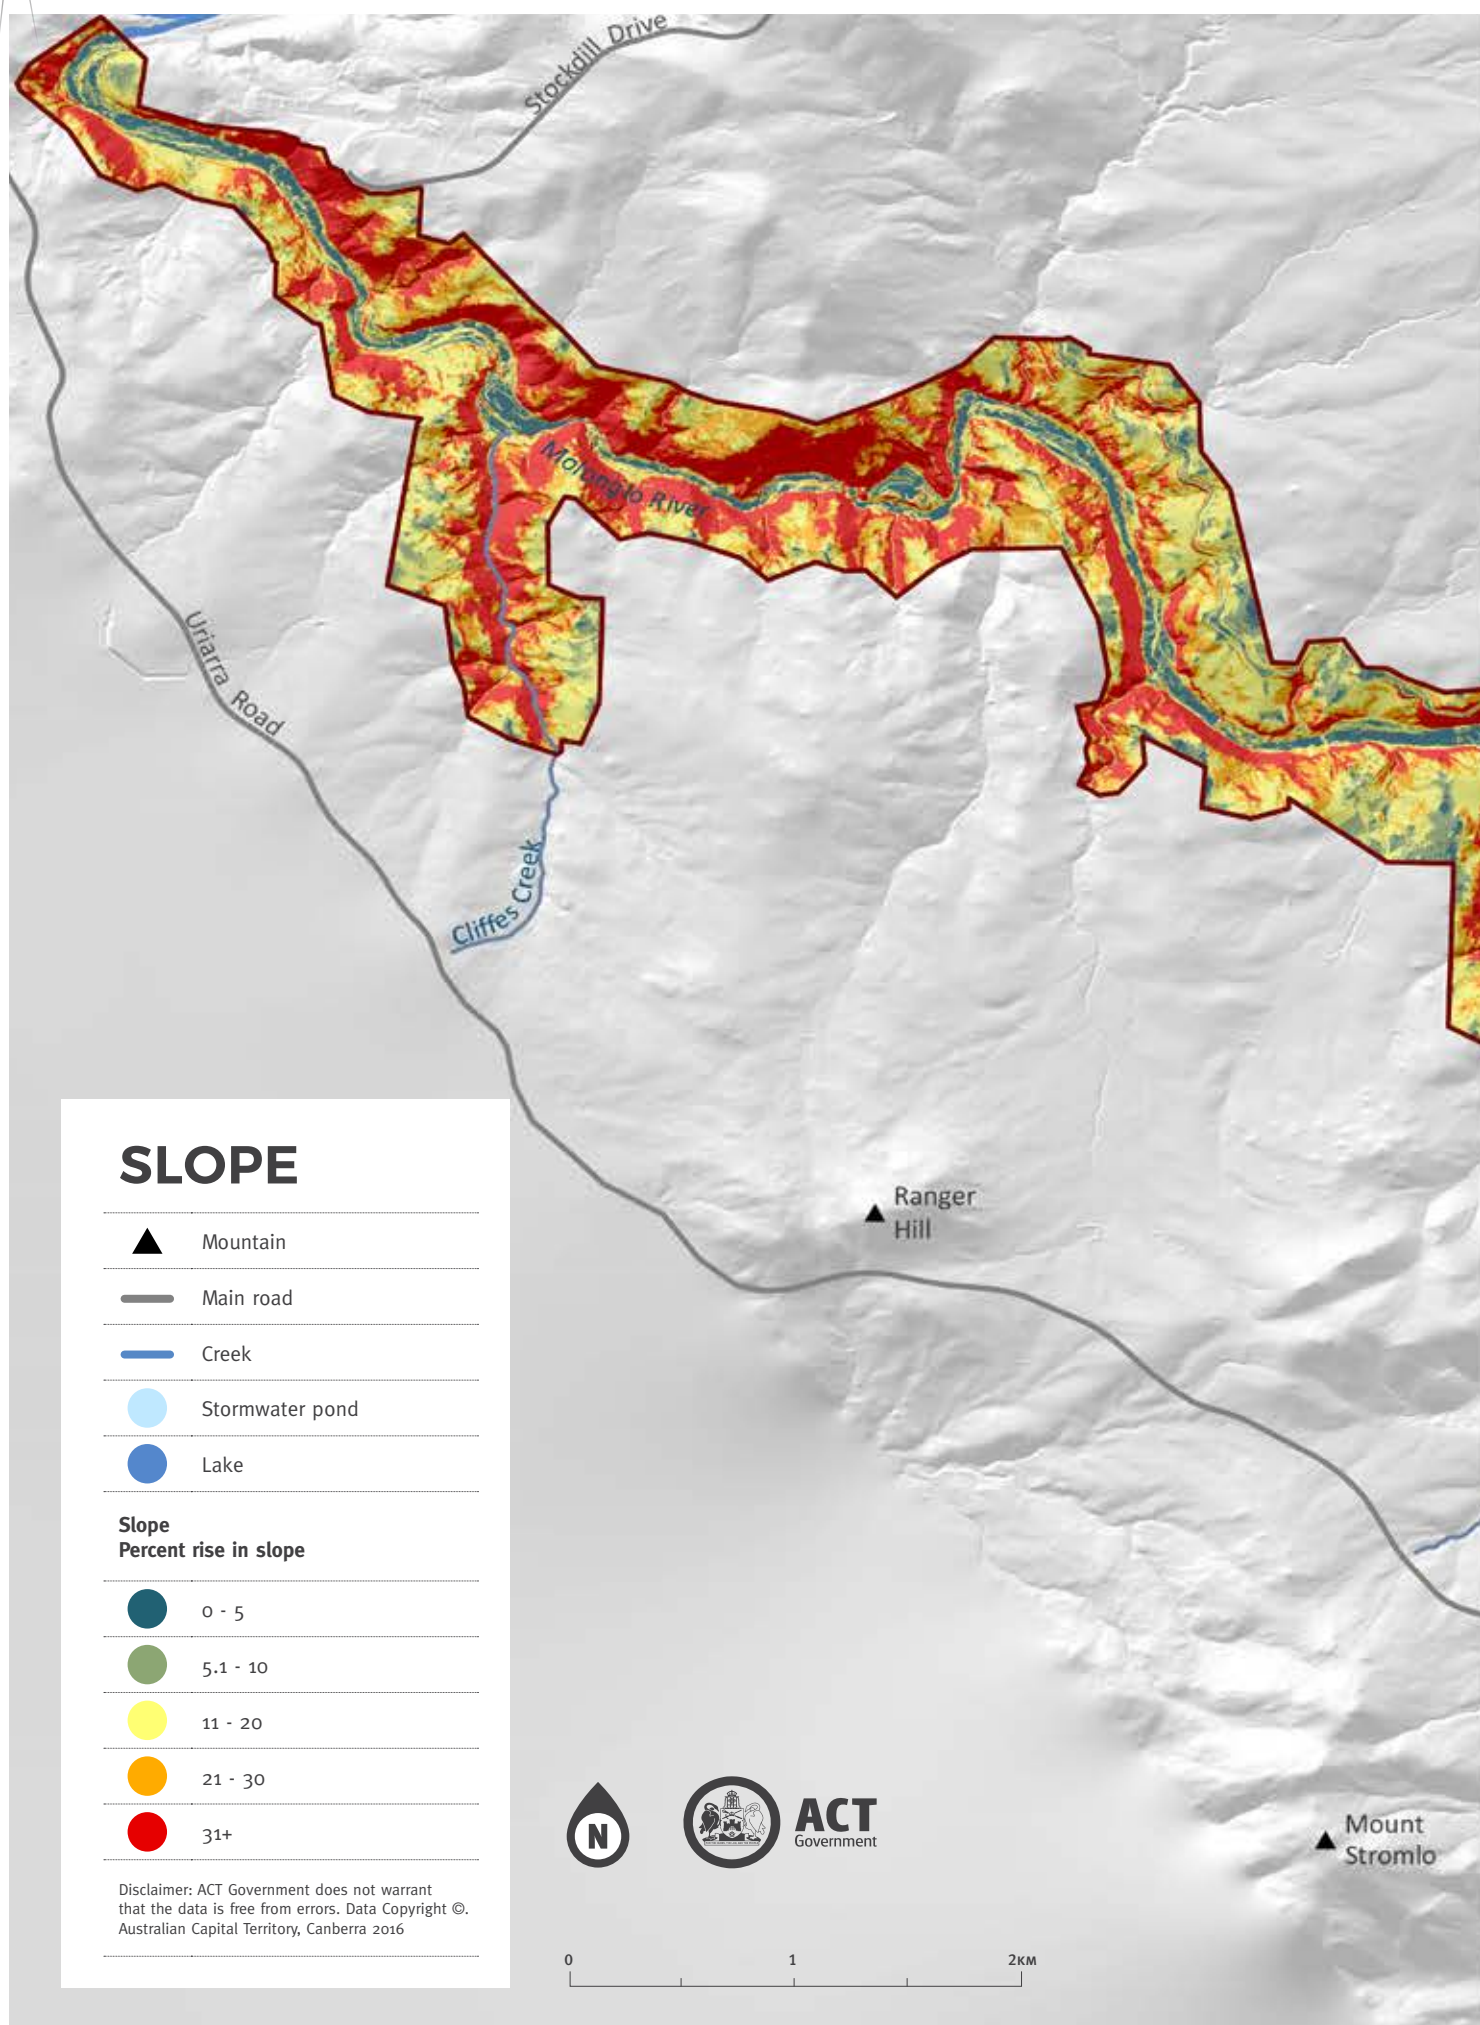 Stockdill Drive
Molonglo River
Uriarra Road
Cliffes Creek
Ranger
Hill
SLOPE
Mountain
Main road
Creek
Stormwater pond
Lake
Slope
Percent rise in slope
0 - 5
5.1 - 10
11 - 20
21 - 30
31+
Disclaimer: ACT Government does not warrant
that the data is free from errors. Data Copyright ©.
Australian Capital Territory, Canberra 2016
N
ACT
Government
Mount
Stromlo
0 1 2KM